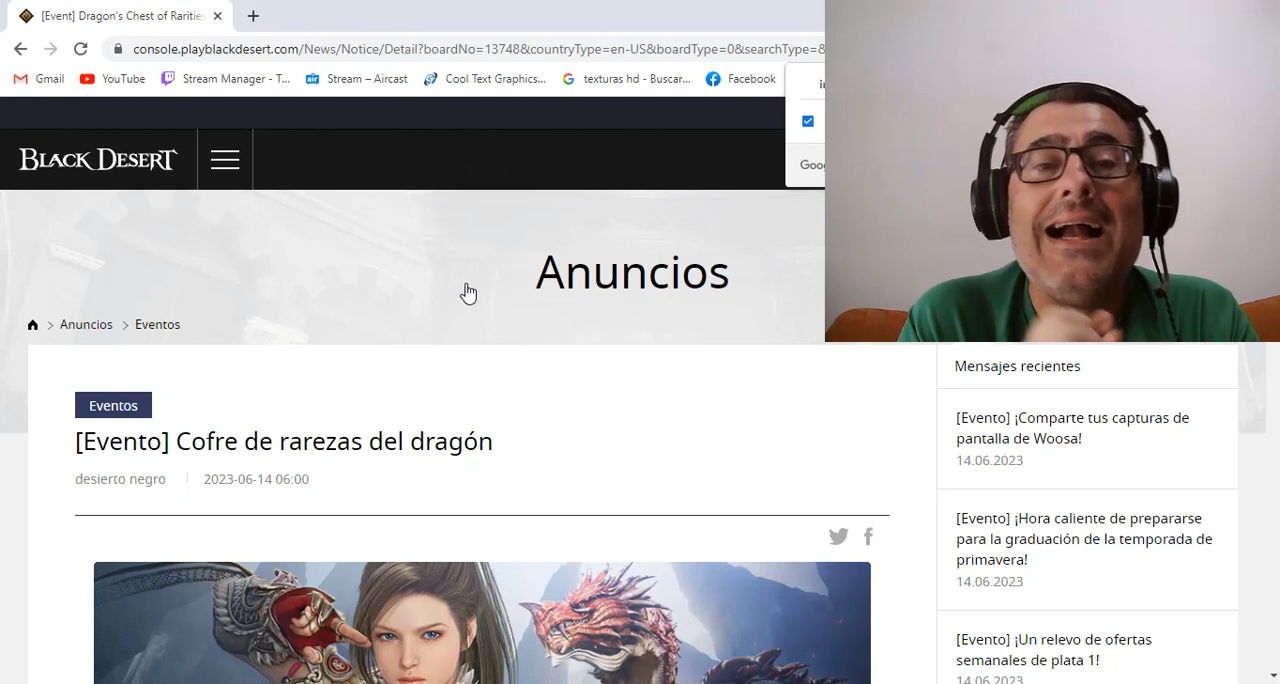 [Event] Dragon's Chest of Rarities
console.playblackdesert.com/News/Notice/Detail?boardNo=13748&countryType=en-US&boardType=0&searchType=&
Gmail YouTube Stream Manager - T... Stream – Aircast Cool Text Graphics... texturas hd - Buscar... Facebook
BLACK DESERT
Anuncios
Anuncios > Eventos
Eventos
[Evento] Cofre de rarezas del dragón
desierto negro 2023-06-14 06:00
Mensajes recientes
[Evento] ¡Comparte tus capturas de
pantalla de Woosa!
14.06.2023
[Evento] ¡Hora caliente de prepararse
para la graduación de la temporada de
primavera!
14.06.2023
[Evento] ¡Un relevo de ofertas
semanales de plata 1!
14.06.2023